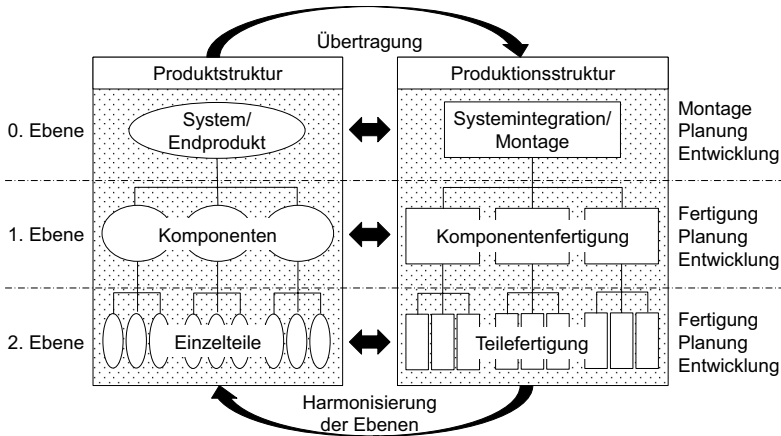 Übertragung
Produktstruktur
Produktionsstruktur
0. Ebene
System/
Endprodukt
Systemintegration/
Montage
Montage
Planung
Entwicklung
1. Ebene
Komponenten
Komponentenfertigung
Fertigung
Planung
Entwicklung
2. Ebene
Einzelteile
Teilefertigung
Fertigung
Planung
Entwicklung
Harmonisierung
der Ebenen